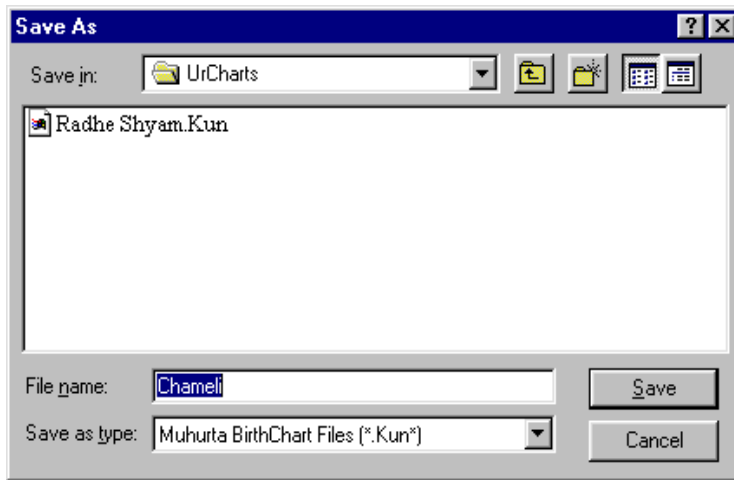 Save As
Save in: UrCharts
Radhe Shyam.Kun
File name: Chameli Save
Save as type: Muhurta BirthChart Files (*.Kun*) Cancel